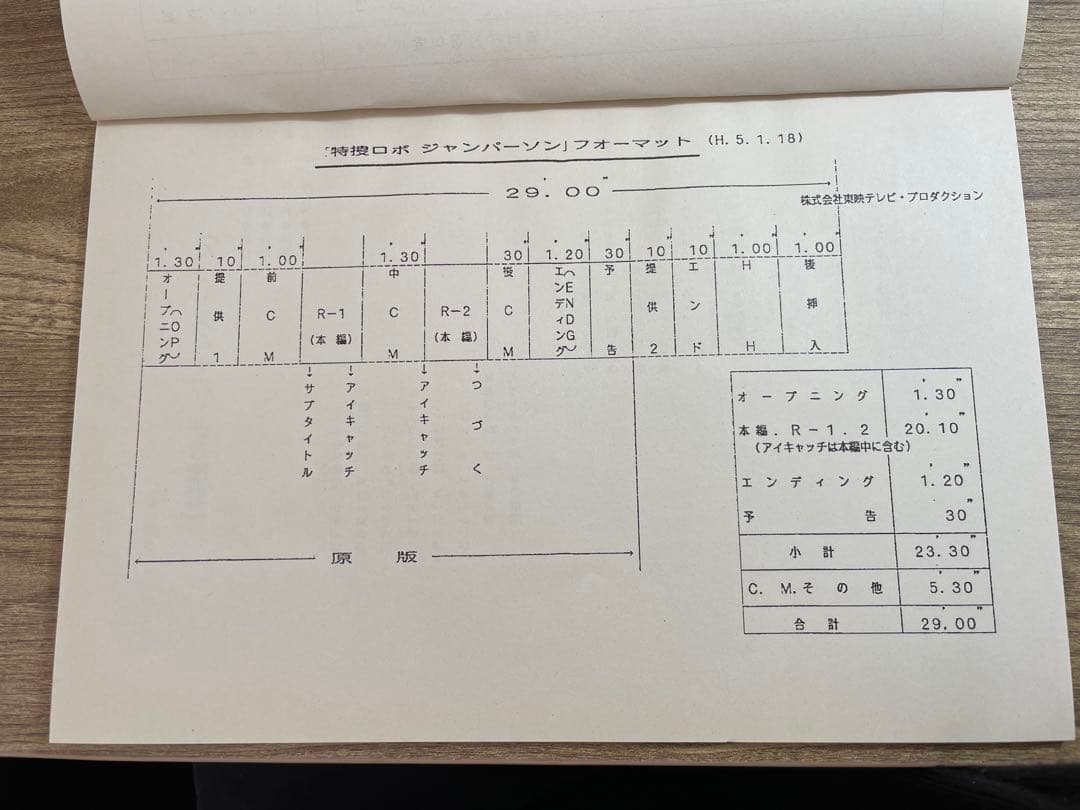 「特捜ロボ ジャンパーソン」フォーマット (H. 5. 1. 18)
29′. 00″
株式会社東映テレビ・プロダクション
1′. 30″ 10″ 1′. 00″ 1′. 30″ 30″ 1′. 20″ 30″ 10″ 10″ 1′. 00″ 1′. 00″
オープニング(OP)
提供1
前CM
R-1(本編)
中CM
R-2(本編)
後CM
エンディング(ENDG)
予告
提供2
エンド
HH
後挿入
→サブタイトル
→アイキャッチ
→アイキャッチ
→つづく
原版
オープニング 1′. 30″
本編. R-1. 2 20′. 10″
(アイキャッチは本編中に含む)
エンディング 1′. 20″
予告 30″
小計 23′. 30″
C. M. その他 5′. 30″
合計 29′. 00″